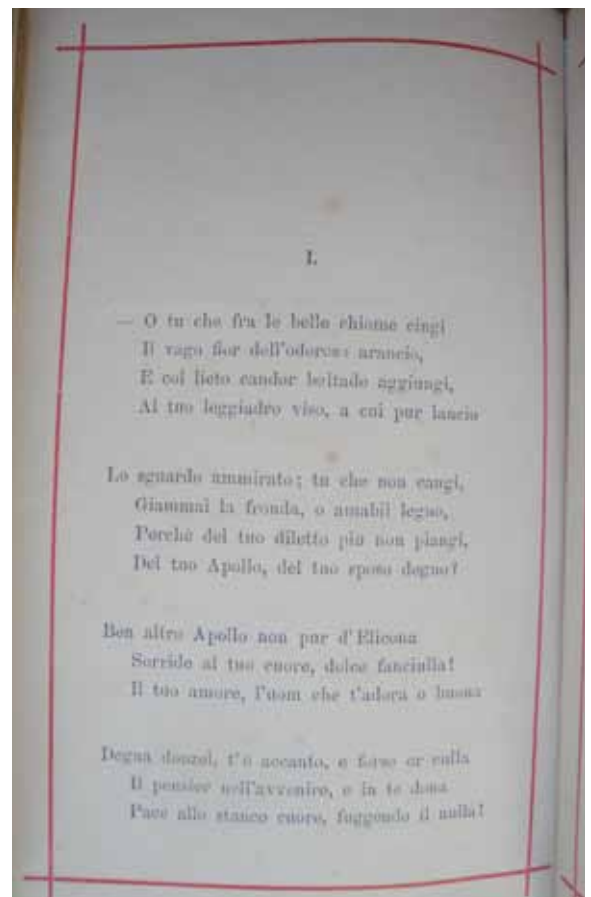 I.
— O tu che fra le belle chiome cingi
Il vago fior dell'odoroso arancio,
E col lieto candor beltade aggiungi,
Al tuo leggiadro viso, a cui pur lancio
Lo sguardo ammirato; tu che non cangi,
Giammai la fronda, o amabil legno,
Perchè del tuo diletto più non piangi,
Del tuo Apollo, del tuo sposo degno?
Ben altro Apollo non pur d'Elicona
Sorride al tuo cuore, dolce fanciulla!
Il tuo amore, l'uom che t'adora e buona
Degna donzel, t'è accanto, e forse or culla
Il pensier nell'avvenire, e in te dona
Pace allo stanco cuore, fuggendo il nulla!